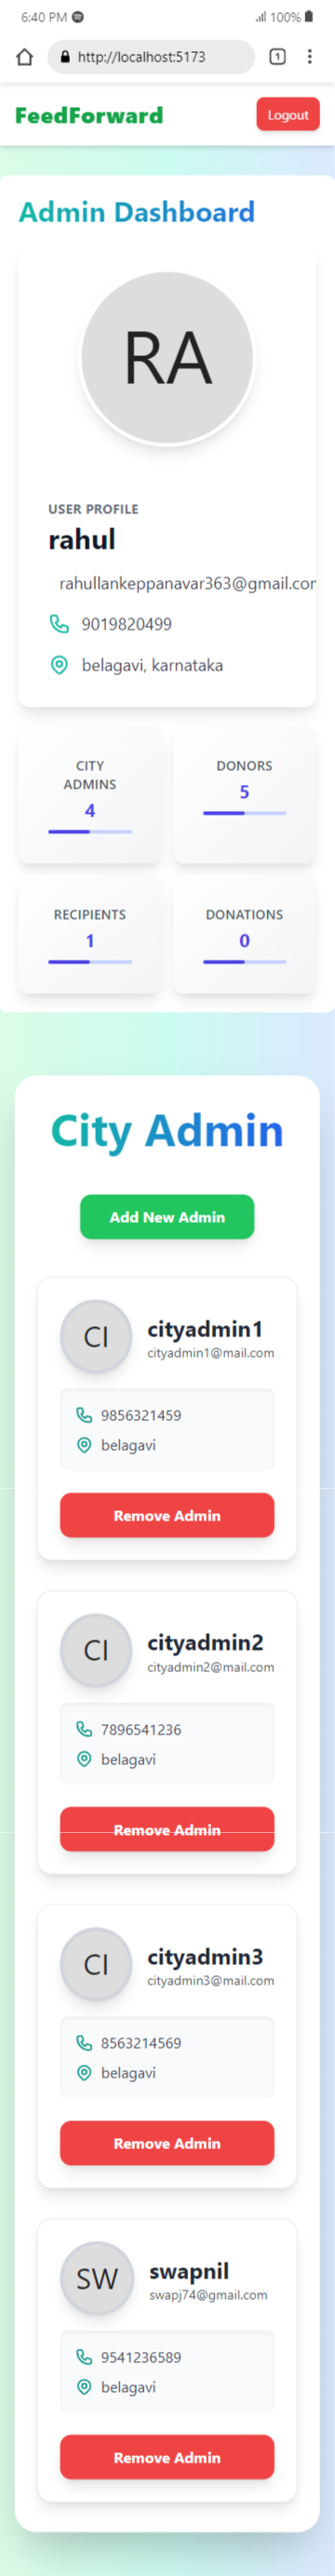 6:40 PM
100%
http://localhost:5173
1
FeedForward
Logout
Admin Dashboard
RA
USER PROFILE
rahul
rahullankeppanavar363@gmail.cor
9019820499
belagavi, karnataka
CITY
ADMINS
4
DONORS
5
RECIPIENTS
1
DONATIONS
0
City Admin
Add New Admin
CI
cityadmin1
cityadmin1@mail.com
9856321459
belagavi
Remove Admin
CI
cityadmin2
cityadmin2@mail.com
7896541236
belagavi
Remove Admin
CI
cityadmin3
cityadmin3@mail.com
8563214569
belagavi
Remove Admin
SW
swapnil
swapj74@gmail.com
9541236589
belagavi
Remove Admin